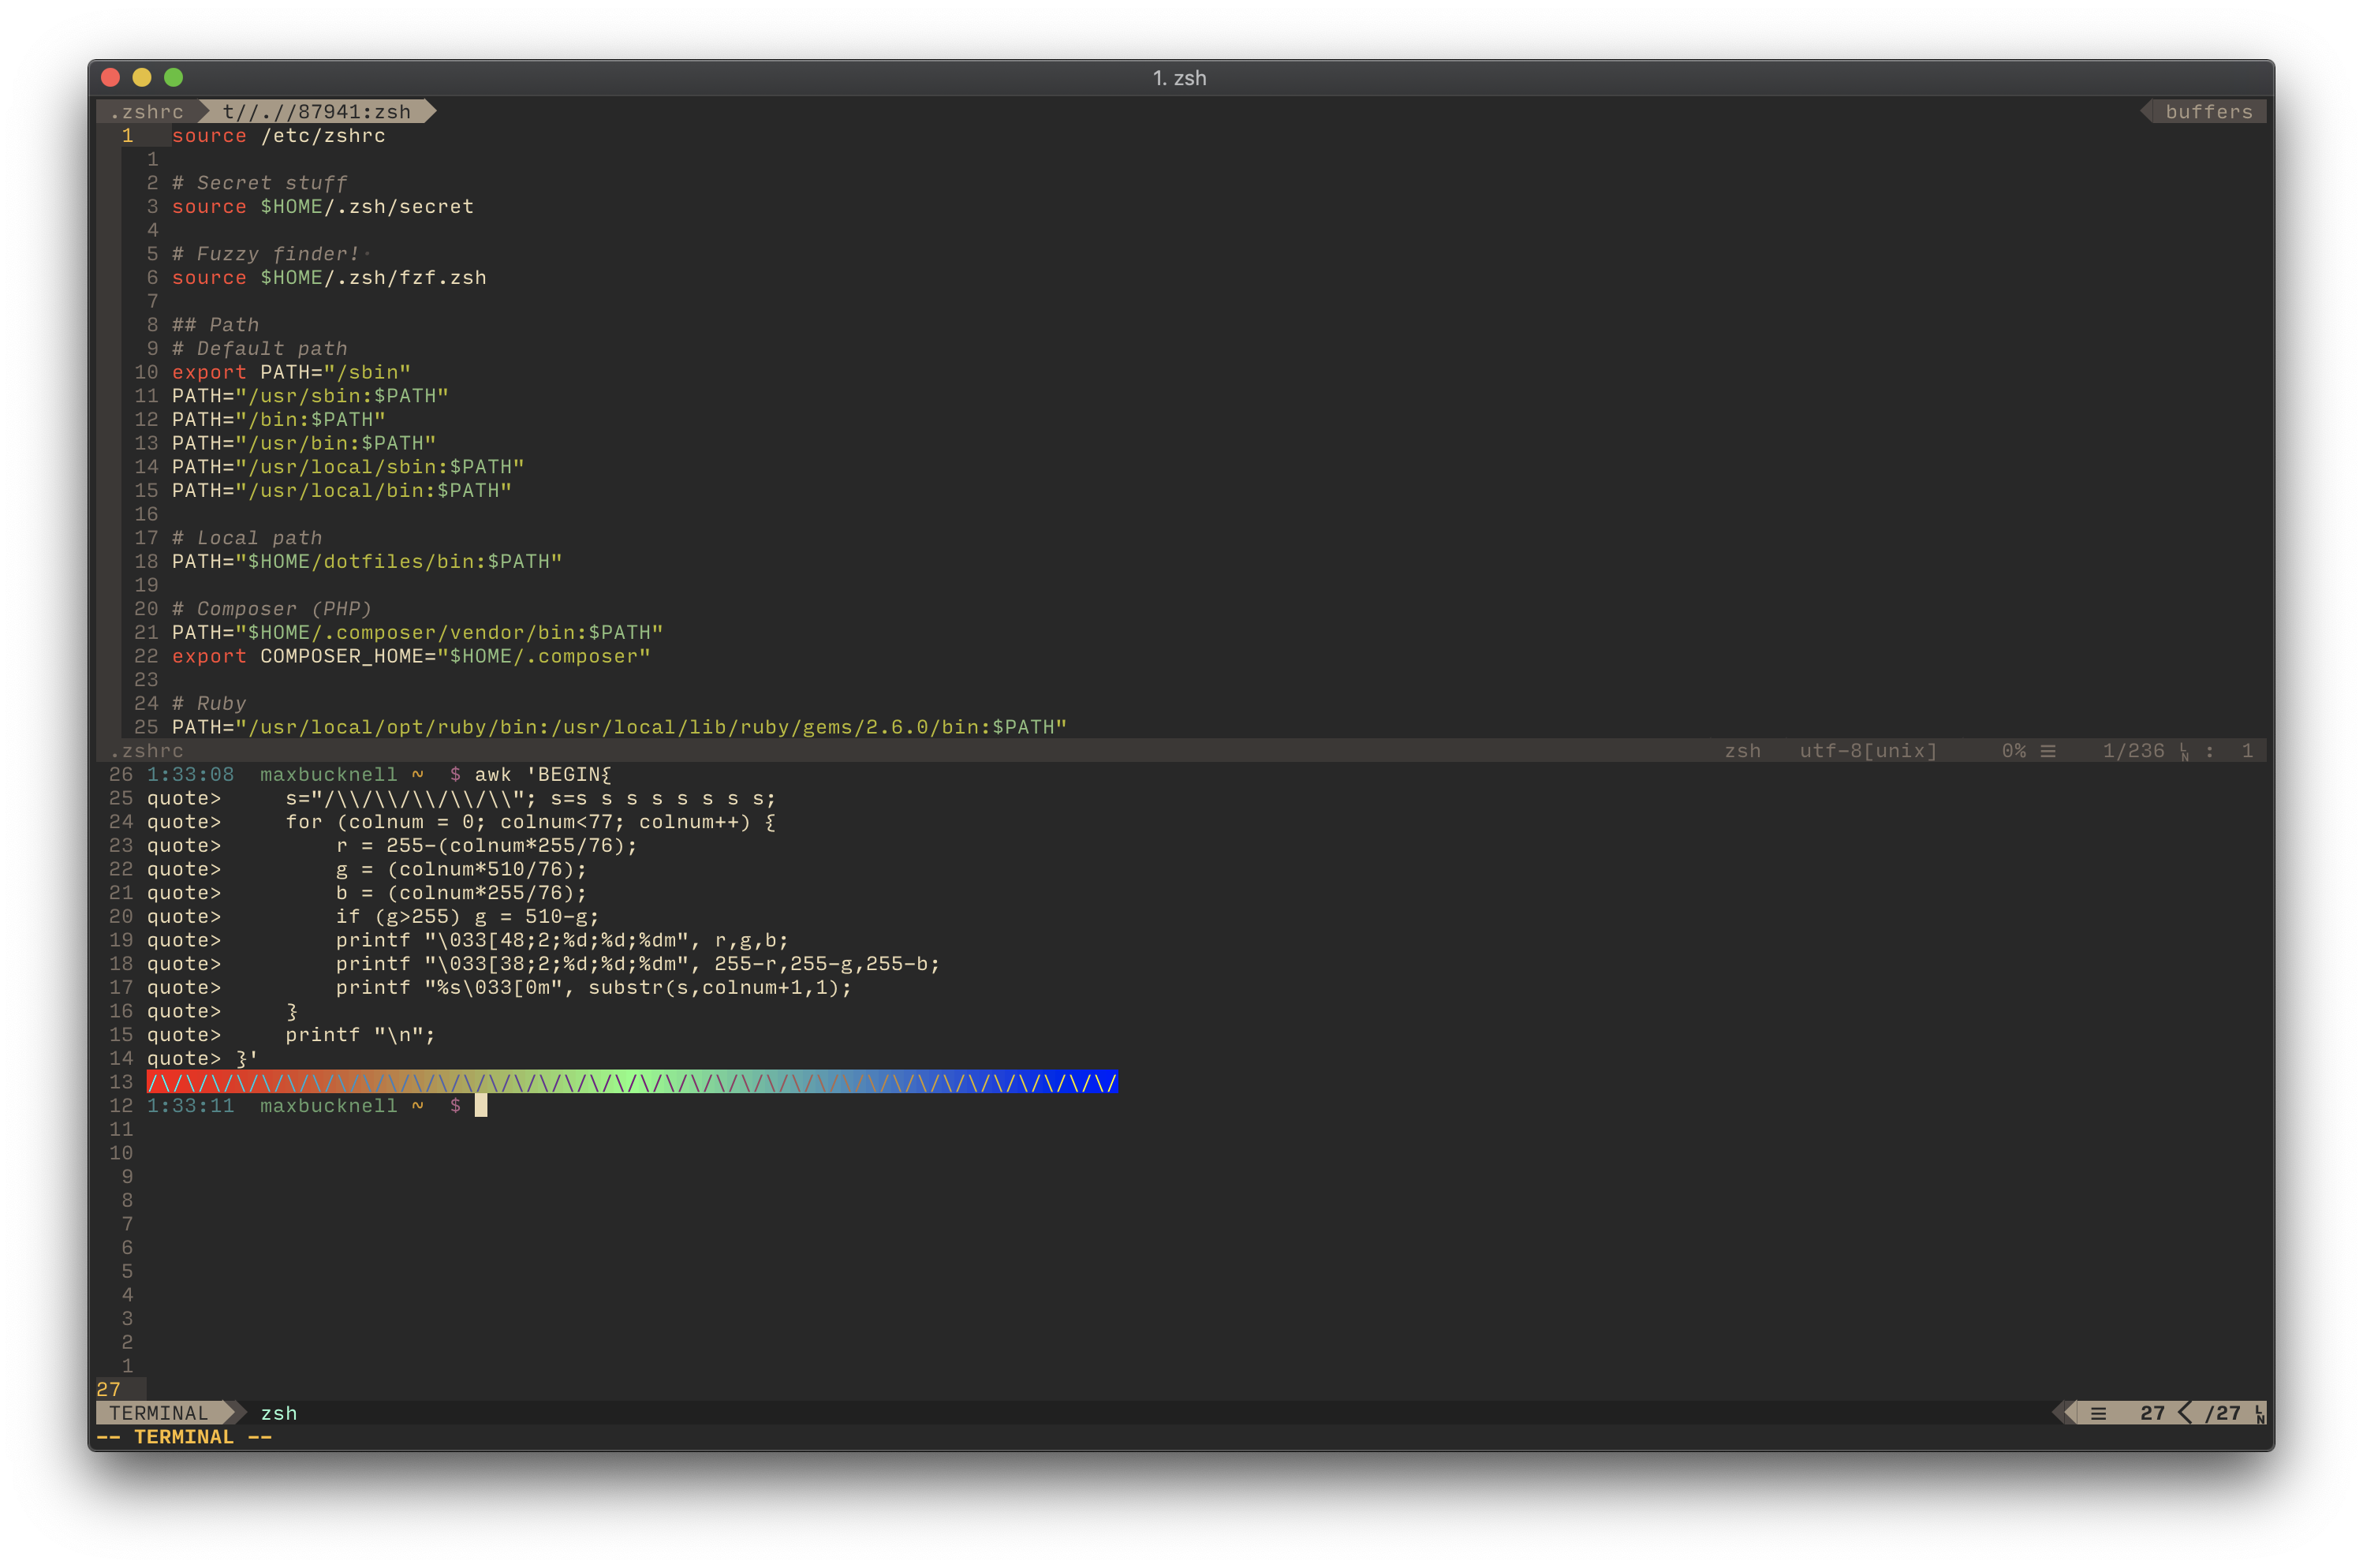 1. zsh
.zshrc t//.//87941:zsh buffers
1 source /etc/zshrc
1
2 # Secret stuff
3 source $HOME/.zsh/secret
4
5 # Fuzzy finder!·
6 source $HOME/.zsh/fzf.zsh
7
8 ## Path
9 # Default path
10 export PATH="/sbin"
11 PATH="/usr/sbin:$PATH"
12 PATH="/bin:$PATH"
13 PATH="/usr/bin:$PATH"
14 PATH="/usr/local/sbin:$PATH"
15 PATH="/usr/local/bin:$PATH"
16
17 # Local path
18 PATH="$HOME/dotfiles/bin:$PATH"
19
20 # Composer (PHP)
21 PATH="$HOME/.composer/vendor/bin:$PATH"
22 export COMPOSER_HOME="$HOME/.composer"
23
24 # Ruby
25 PATH="/usr/local/opt/ruby/bin:/usr/local/lib/ruby/gems/2.6.0/bin:$PATH"
.zshrc zsh utf-8[unix] 0% ☰ 1/236 ␤ : 1
26 1:33:08 maxbucknell ~ $ awk 'BEGIN{
25 quote>     s="/\\/\\/\\/\\/\\"; s=s s s s s s s s;
24 quote>     for (colnum = 0; colnum<77; colnum++) {
23 quote>         r = 255-(colnum*255/76);
22 quote>         g = (colnum*510/76);
21 quote>         b = (colnum*255/76);
20 quote>         if (g>255) g = 510-g;
19 quote>         printf "\033[48;2;%d;%d;%dm", r,g,b;
18 quote>         printf "\033[38;2;%d;%d;%dm", 255-r,255-g,255-b;
17 quote>         printf "%s\033[0m", substr(s,colnum+1,1);
16 quote>     }
15 quote>     printf "\n";
14 quote> }'
13 /\/\/\/\/\/\/\/\/\/\/\/\/\/\/\/\/\/\/\/\/\/\/\/\/\/\/\/\/\/\/\/\/\/\/\/\/\/\/
12 1:33:11 maxbucknell ~ $
11
10
9
8
7
6
5
4
3
2
1
27
TERMINAL zsh ☰ 27 < /27 ␤
-- TERMINAL --